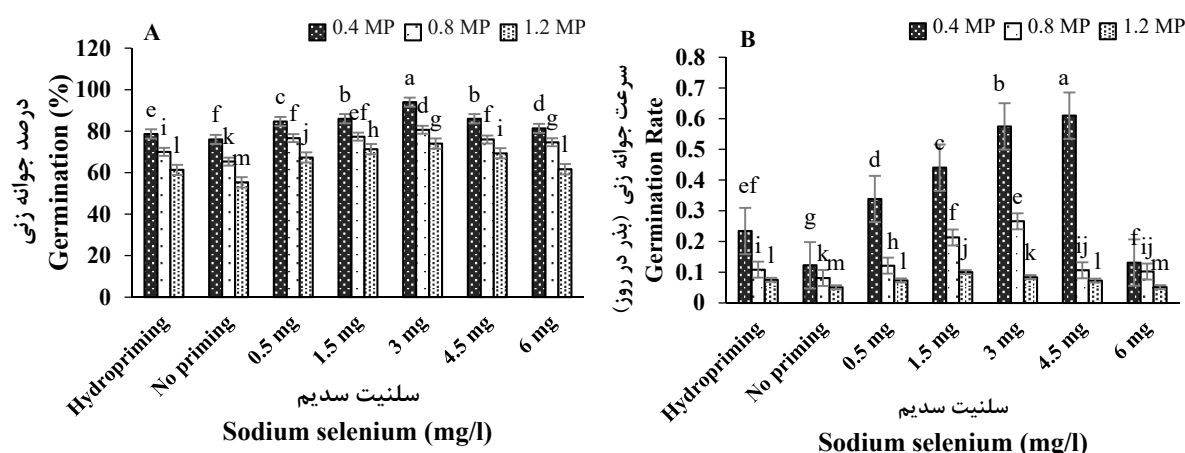 A
0.4 MP 0.8 MP 1.2 MP
درصد جوانه زنی
Germination (%)
120
100
80
60
40
20
0
e i l f k m c f j b ef h a d g b f i d g l
Hydropriming
No priming
0.5 mg
1.5 mg
3 mg
4.5 mg
6 mg
سلنیت سدیم
Sodium selenium (mg/l)
B
0.4 MP 0.8 MP 1.2 MP
سرعت جوانه زنی (بذر در روز)
Germination Rate
0.8
0.7
0.6
0.5
0.4
0.3
0.2
0.1
0
ef i l g k m d h l c f j b e k a ij l f ij m
Hydropriming
No priming
0.5 mg
1.5 mg
3 mg
4.5 mg
6 mg
سلنیت سدیم
Sodium selenium (mg/l)